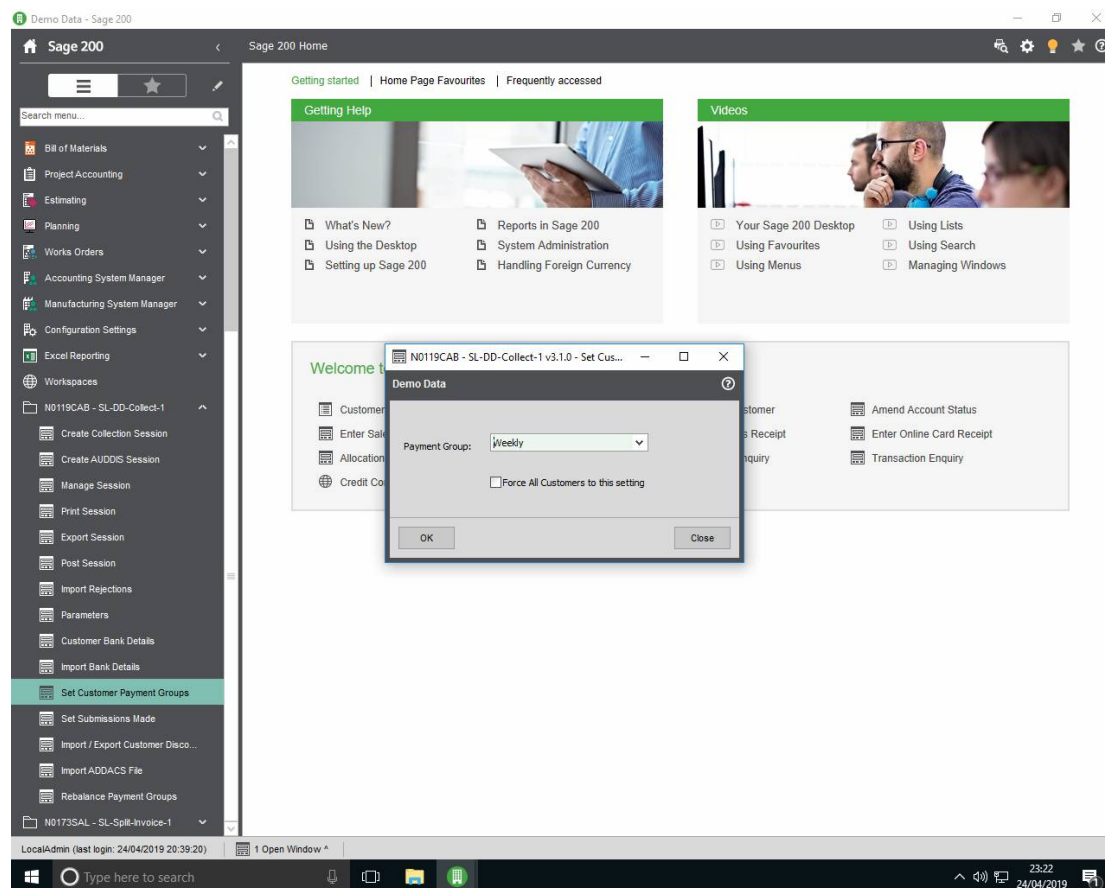 Demo Data - Sage 200
Sage 200
Sage 200 Home
Search menu...
Bill of Materials
Project Accounting
Estimating
Planning
Works Orders
Accounting System Manager
Manufacturing System Manager
Configuration Settings
Excel Reporting
Workspaces
N0119CAB - SL-DD-Collect-1
Create Collection Session
Create AUDDIS Session
Manage Session
Print Session
Export Session
Post Session
Import Rejections
Parameters
Customer Bank Details
Import Bank Details
Set Customer Payment Groups
Set Submissions Made
Import / Export Customer Disco...
Import ADDACS File
Rebalance Payment Groups
N0173SAL - SL-Split-Invoice-1
Getting started | Home Page Favourites | Frequently accessed
Getting Help
What's New?
Using the Desktop
Setting up Sage 200
Reports in Sage 200
System Administration
Handling Foreign Currency
Videos
Your Sage 200 Desktop
Using Favourites
Using Menus
Using Lists
Using Search
Managing Windows
Welcome t
Customer
Enter Sal
Allocation
Credit Co
stomer
s Receipt
nquiry
Amend Account Status
Enter Online Card Receipt
Transaction Enquiry
N0119CAB - SL-DD-Collect-1 v3.1.0 - Set Cus...
Demo Data
Payment Group: Weekly
Force All Customers to this setting
OK Close
LocalAdmin (last login: 24/04/2019 20:39:20) 1 Open Window ^
Type here to search
23:22
24/04/2019
1